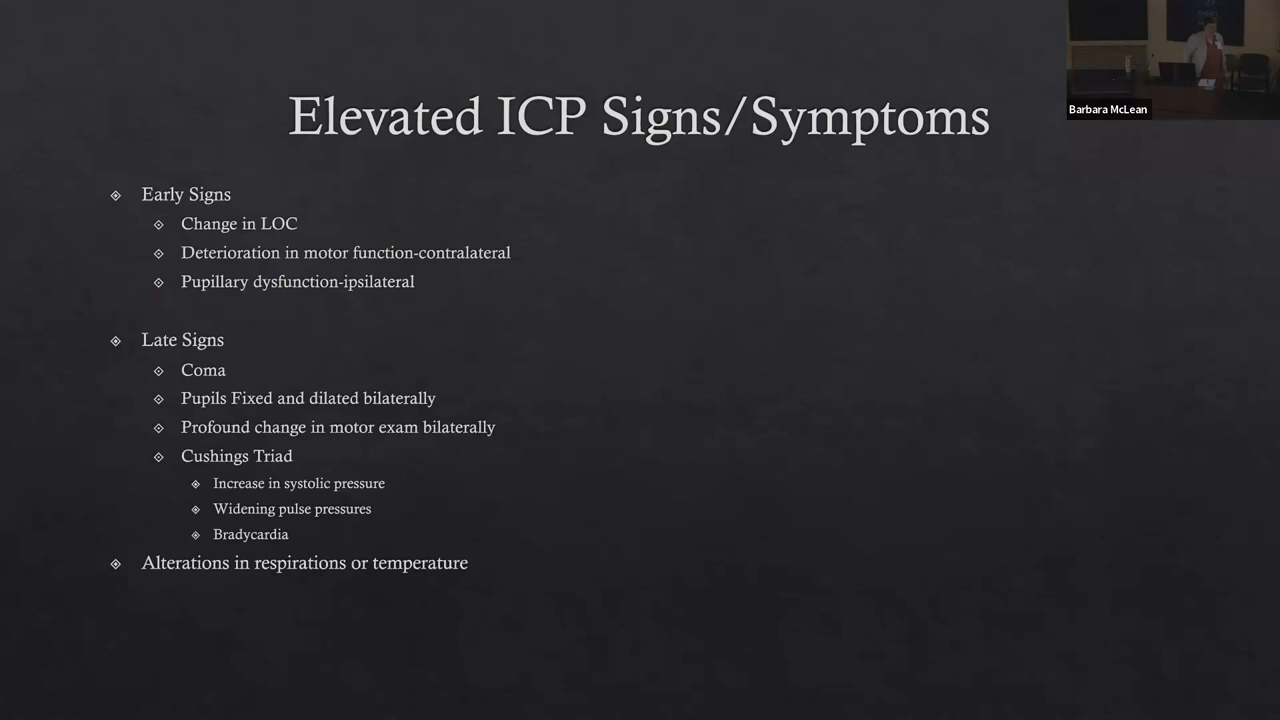 Elevated ICP Signs/Symptoms
Barbara McLean
Early Signs
Change in LOC
Deterioration in motor function-contralateral
Pupillary dysfunction-ipsilateral
Late Signs
Coma
Pupils Fixed and dilated bilaterally
Profound change in motor exam bilaterally
Cushings Triad
Increase in systolic pressure
Widening pulse pressures
Bradycardia
Alterations in respirations or temperature